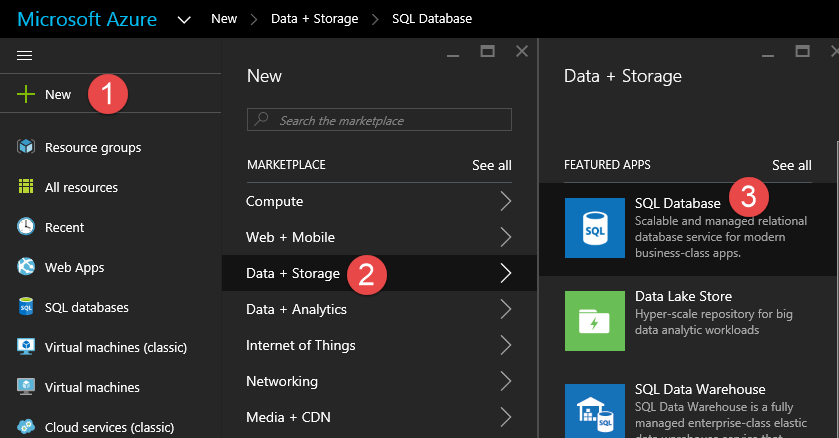 Microsoft Azure New Data + Storage SQL Database
New 1
Resource groups
All resources
Recent
Web Apps
SQL databases
Virtual machines (classic)
Virtual machines
Cloud services (classic)
New
Search the marketplace
MARKETPLACE See all
Compute
Web + Mobile
Data + Storage 2
Data + Analytics
Internet of Things
Networking
Media + CDN
Data + Storage
FEATURED APPS See all
SQL
SQL Database 3
Scalable and managed relational
database service for modern
business-class apps.
Data Lake Store
Hyper-scale repository for big
data analytic workloads
SQL
SQL Data Warehouse
SQL Data Warehouse is a fully
managed enterprise-class elastic
data warehouse service that